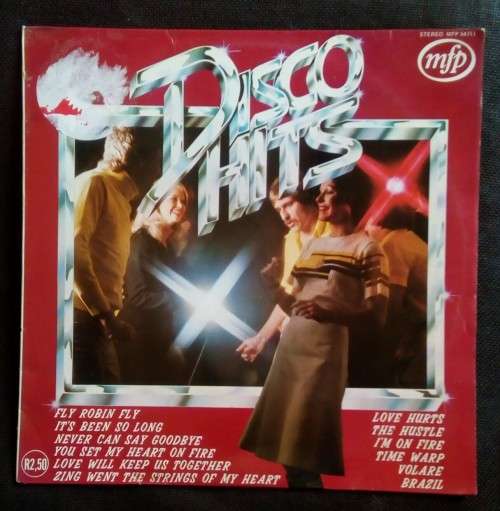 STEREO MFP 54711
mfp
DISCO
HITS
FLY ROBIN FLY
IT'S BEEN SO LONG
NEVER CAN SAY GOODBYE
YOU SET MY HEART ON FIRE
LOVE WILL KEEP US TOGETHER
ZING WENT THE STRINGS OF MY HEART
R2,50
LOVE HURTS
THE HUSTLE
I'M ON FIRE
TIME WARP
VOLARE
BRAZIL